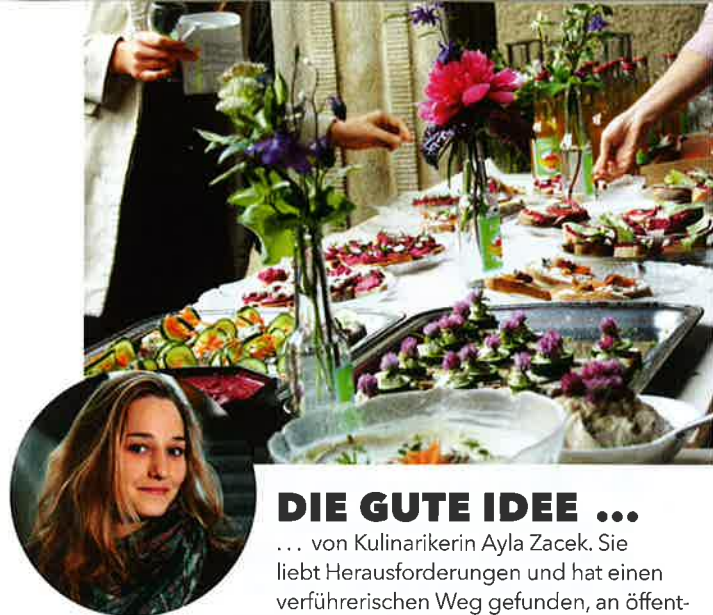 DIE GUTE IDEE ...
... von Kulinarikerin Ayla Zacek. Sie
liebt Herausforderungen und hat einen
verführerischen Weg gefunden, an öffent-